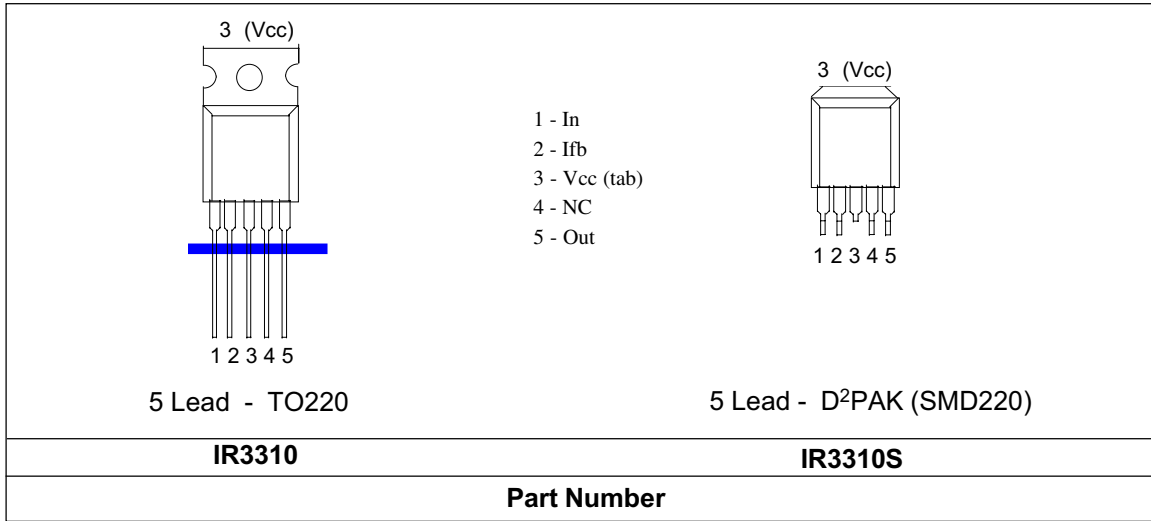 3 (Vcc)
1 2 3 4 5
5 Lead - TO220
1 - In
2 - Ifb
3 - Vcc (tab)
4 - NC
5 - Out
3 (Vcc)
1 2 3 4 5
5 Lead - D²PAK (SMD220)
IR3310
IR3310S
Part Number